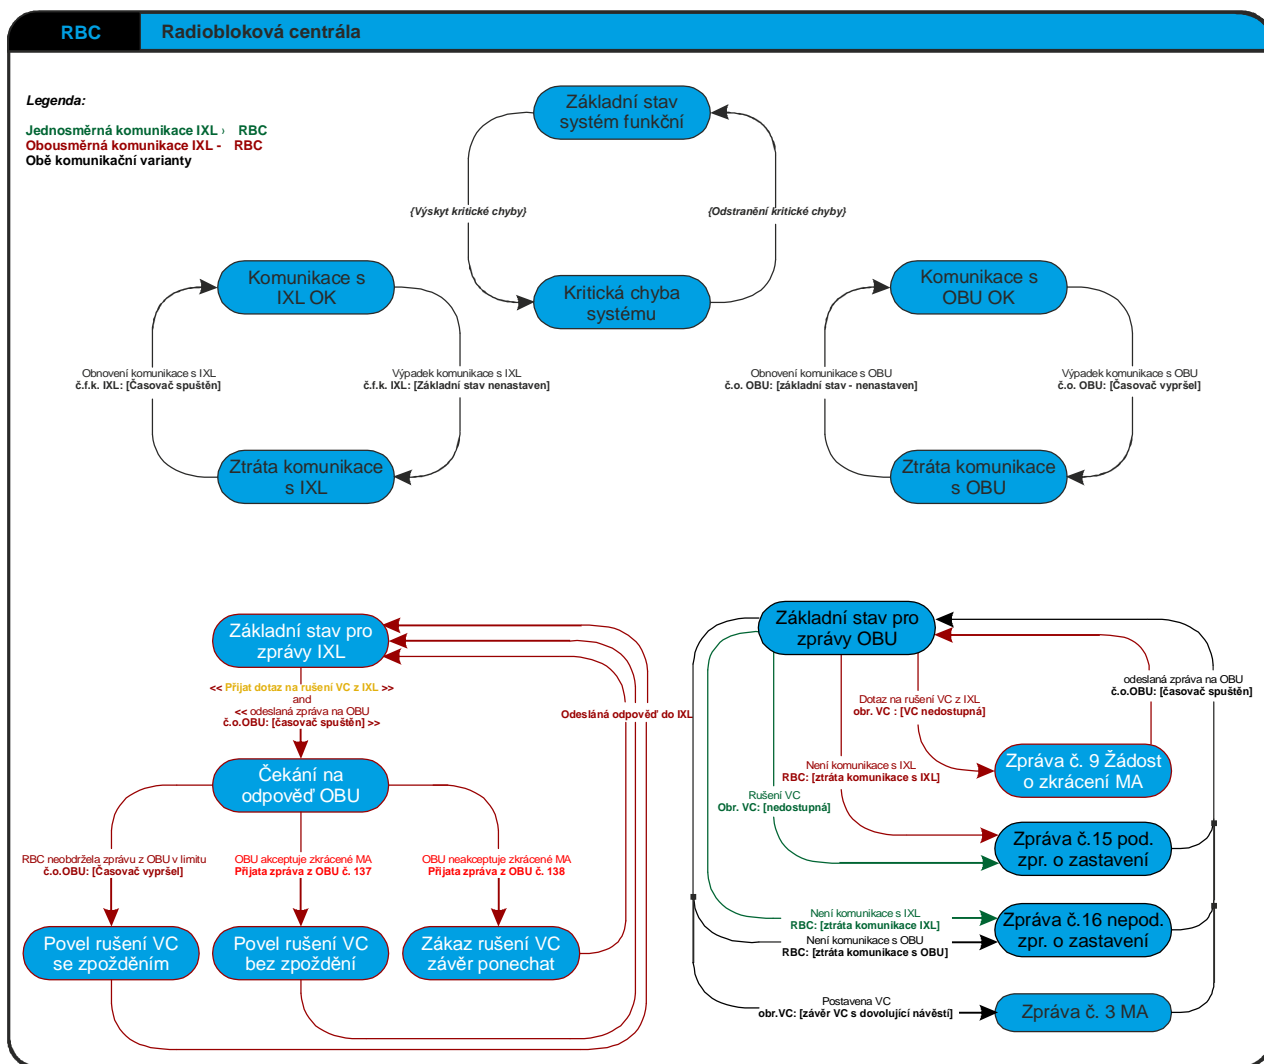 RBC
Radiobloková centrála
Legenda:
Jednosměrná komunikace IXL › RBC
Obousměrná komunikace IXL - RBC
Obě komunikační varianty
Základní stav
systém funkční
{Výskyt kritické chyby}
{Odstranění kritické chyby}
Kritická chyba
systému
Komunikace s
IXL OK
Obnovení komunikace s IXL
č.f.k. IXL: [Časovač spuštěn]
Výpadek komunikace s IXL
č.f.k. IXL: [Základní stav nenastaven]
Ztráta komunikace
s IXL
Komunikace s
OBU OK
Obnovení komunikace s OBU
č.o. OBU: [základní stav - nenastaven]
Výpadek komunikace s OBU
č.o. OBU: [Časovač vypršel]
Ztráta komunikace
s OBU
Základní stav pro
zprávy IXL
<< Přijat dotaz na rušení VC z IXL >>
and
<< odeslaná zpráva na OBU
č.o.OBU: [časovač spuštěn] >>
Odesláná odpověď do IXL
Čekání na
odpověď OBU
RBC neobdržela zprávu z OBU v limitu
č.o.OBU: [Časovač vypršel]
OBU akceptuje zkrácené MA
Přijata zpráva z OBU č. 137
OBU neakceptuje zkrácené MA
Přijata zpráva z OBU č. 138
Povel rušení VC
se zpožděním
Povel rušení VC
bez zpoždění
Zákaz rušení VC
závěr ponechat
Základní stav pro
zprávy OBU
odeslaná zpráva na OBU
č.o.OBU: [časovač spuštěn]
Dotaz na rušení VC z IXL
obr. VC : [VC nedostupná]
Není komunikace s IXL
RBC: [ztráta komunikace s IXL]
Zpráva č. 9 Žádost
o zkrácení MA
Rušení VC
Obr. VC: [nedostupná]
Zpráva č.15 pod.
zpr. o zastavení
Není komunikace s IXL
RBC: [ztráta komunikace IXL]
Není komunikace s OBU
RBC: [ztráta komunikace s OBU]
Zpráva č.16 nepod.
zpr. o zastavení
Postavena VC
obr.VC: [závěr VC s dovolující návěstí]
Zpráva č. 3 MA